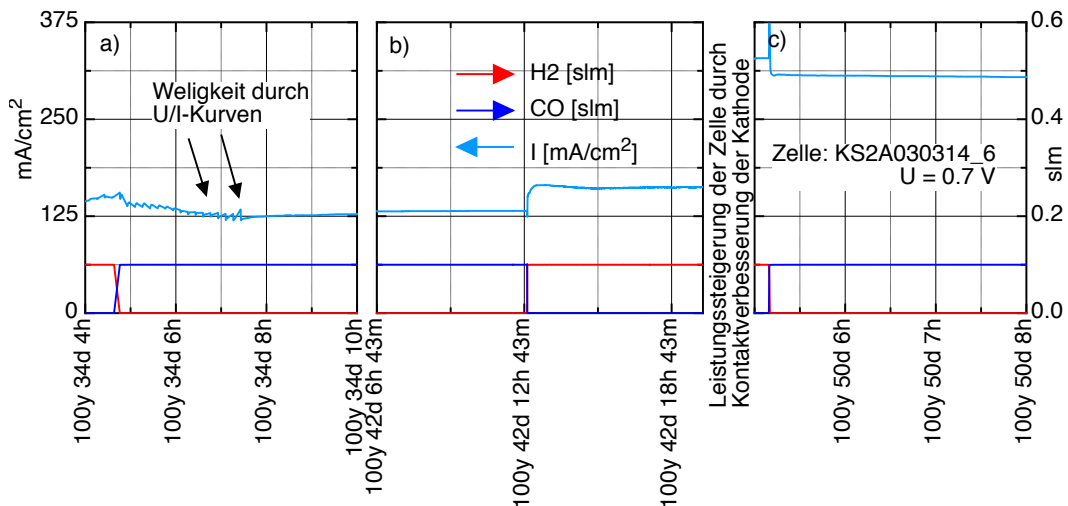 375
250
125
0
mA/cm2
a)
Weligkeit durch
U/I-Kurven
100y 34d 4h
100y 34d 6h
100y 34d 8h
100y 34d 10h
b)
H2 [slm]
CO [slm]
I [mA/cm2]
100y 42d 6h 43m
100y 42d 12h 43m
100y 42d 18h 43m
Leistungssteigerung der Zelle durch
Kontaktverbesserung der Kathode
c)
Zelle: KS2A030314_6
U = 0.7 V
100y 50d 6h
100y 50d 7h
100y 50d 8h
0.6
0.4
0.2
0.0
slm